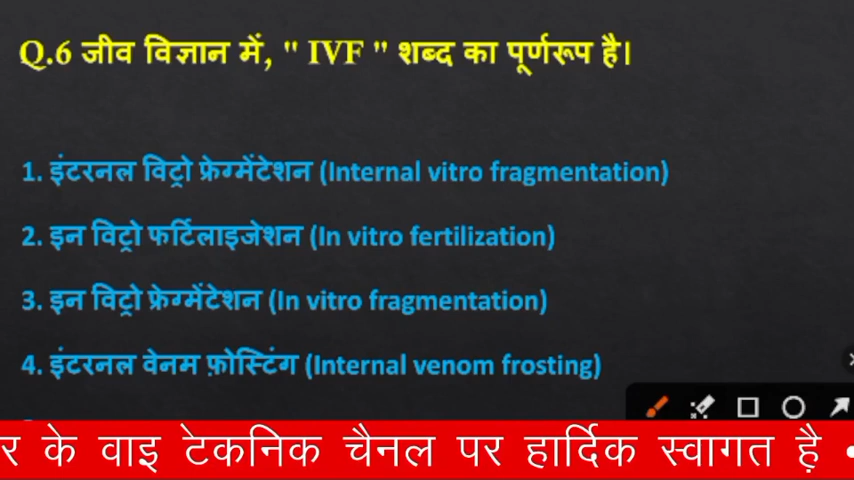 Q.6 जीव विज्ञान में, " IVF " शब्द का पूर्णरूप है।
1. इंटरनल विट्रो फ्रेग्मेंटेशन (Internal vitro fragmentation)
2. इन विट्रो फर्टिलाइजेशन (In vitro fertilization)
3. इन विट्रो फ्रेग्मेंटेशन (In vitro fragmentation)
4. इंटरनल वेनम फ़ोस्टिंग (Internal venom frosting)
र के वाइ टेकनिक चैनल पर हार्दिक स्वागत है •